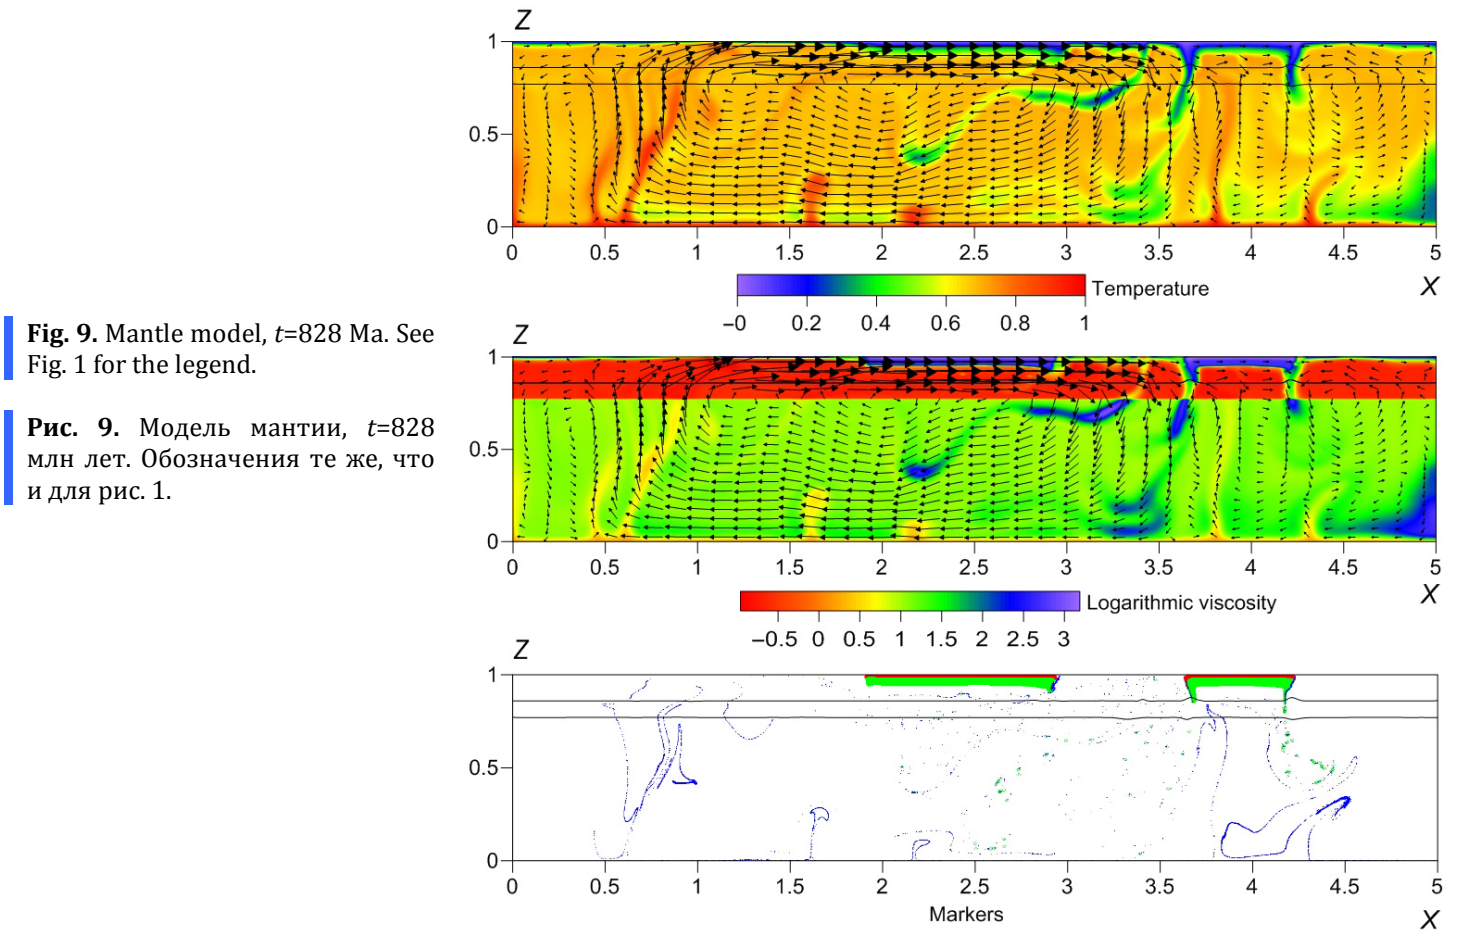 Fig. 9. Mantle model, t=828 Ma. See
Fig. 1 for the legend.
Рис. 9. Модель мантии, t=828
млн лет. Обозначения те же, что
и для рис. 1.
Z
1
0.5
0
0 0.5 1 1.5 2 2.5 3 3.5 4 4.5 5
X
Temperature
−0 0.2 0.4 0.6 0.8 1
Z
1
0.5
0
0 0.5 1 1.5 2 2.5 3 3.5 4 4.5 5
X
Logarithmic viscosity
−0.5 0 0.5 1 1.5 2 2.5 3
Z
1
0.5
0
0 0.5 1 1.5 2 2.5 3 3.5 4 4.5 5
Markers
X